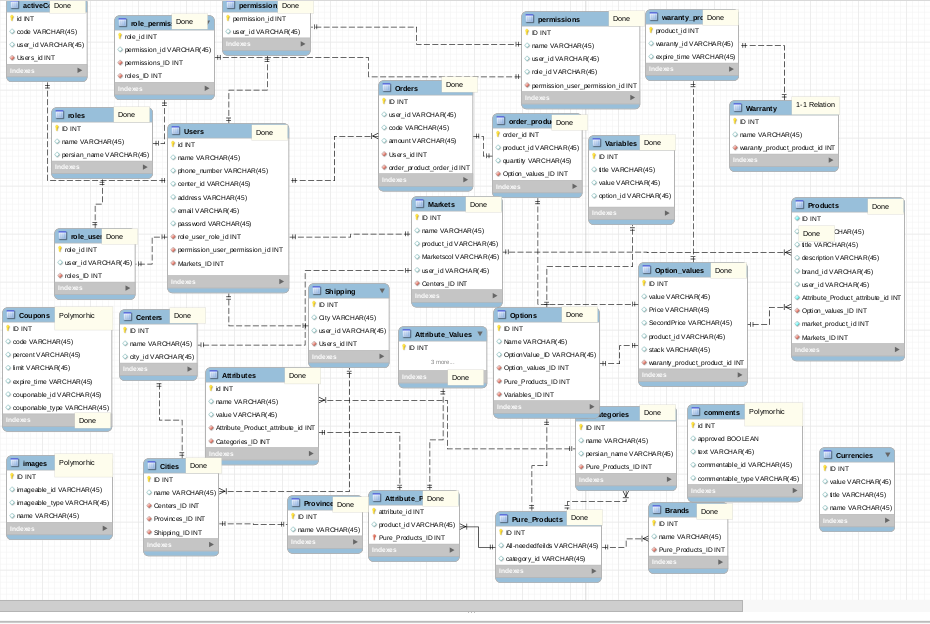 activeC
Done
id INT
code VARCHAR(45)
user_id VARCHAR(45)
Users_id INT
Indexes
role_permis
Done
role_id INT
permission_id VARCHAR(45)
permissions_ID INT
roles_ID INT
Indexes
permission
Done
permission_id INT
user_id VARCHAR(45)
Indexes
permissions
Done
ID INT
name VARCHAR(45)
user_id VARCHAR(45)
role_id VARCHAR(45)
permission_user_permission_id INT
Indexes
waranty_pro
Done
product_id INT
waranty_id VARCHAR(45)
expire_time VARCHAR(45)
Indexes
Warranty
1-1 Relation
ID INT
name VARCHAR(45)
waranty_product_product_id INT
Indexes
roles
Done
ID INT
name VARCHAR(45)
persian_name VARCHAR(45)
Indexes
Users
Done
id INT
name VARCHAR(45)
phone_number VARCHAR(45)
center_id VARCHAR(45)
address VARCHAR(45)
email VARCHAR(45)
password VARCHAR(45)
role_user_role_id INT
permission_user_permission_id INT
Markets_ID INT
Indexes
Orders
Done
ID INT
user_id VARCHAR(45)
code VARCHAR(45)
amount VARCHAR(45)
Users_id INT
order_product_order_id INT
Indexes
order_produ
Done
order_id INT
product_id VARCHAR(45)
quantity VARCHAR(45)
Option_values_ID INT
Indexes
Variables
Done
ID INT
title VARCHAR(45)
value VARCHAR(45)
option_id VARCHAR(45)
Indexes
Products
Done
ID INT
Done
VARCHAR(45)
title VARCHAR(45)
description VARCHAR(45)
brand_id VARCHAR(45)
user_id VARCHAR(45)
Attribute_Product_attribute_id INT
Option_values_ID INT
market_product_id INT
Markets_ID INT
Indexes
role_user
Done
role_id INT
user_id VARCHAR(45)
roles_ID INT
Indexes
Markets
Done
ID INT
name VARCHAR(45)
product_id VARCHAR(45)
Marketscol VARCHAR(45)
user_id VARCHAR(45)
Centers_ID INT
Indexes
Option_values
Done
ID INT
value VARCHAR(45)
Price VARCHAR(45)
SecondPrice VARCHAR(45)
product_id VARCHAR(45)
stack VARCHAR(45)
waranty_product_product_id INT
Indexes
Coupons
Polymorhic
ID INT
code VARCHAR(45)
percent VARCHAR(45)
limit VARCHAR(45)
expire_time VARCHAR(45)
couponable_id VARCHAR(45)
couponable_type VARCHAR(45)
Indexes
Done
Centers
Done
ID INT
name VARCHAR(45)
city_id VARCHAR(45)
Indexes
Shipping
ID INT
City VARCHAR(45)
user_id VARCHAR(45)
Users_id INT
Indexes
Attribute_Values
ID INT
3 more...
Indexes
Done
Options
Done
ID INT
Name VARCHAR(45)
OptionValue_ID VARCHAR(45)
Option_values_ID INT
Pure_Products_ID INT
Variables_ID INT
Indexes
Attributes
Done
id INT
name VARCHAR(45)
value VARCHAR(45)
Attribute_Product_attribute_id INT
Categories_ID INT
Indexes
ategories
Done
ID INT
name VARCHAR(45)
persian_name VARCHAR(45)
Pure_Products_ID INT
Indexes
comments
Polymorhic
id INT
approved BOOLEAN
text VARCHAR(45)
commentable_id VARCHAR(45)
commentable_type VARCHAR(45)
Indexes
Currencies
ID INT
value VARCHAR(45)
title VARCHAR(45)
name VARCHAR(45)
Indexes
images
Polymorhic
ID INT
imageable_id VARCHAR(45)
imageable_type VARCHAR(45)
name VARCHAR(45)
Indexes
Cities
Done
ID INT
name VARCHAR(45)
Centers_ID INT
Provinces_ID INT
Shipping_ID INT
Indexes
Province
Done
ID INT
name VARCHAR(45)
Indexes
Attribute_P
Done
attribute_id INT
product_id VARCHAR(45)
Pure_Products_ID INT
Indexes
Pure_Products
Done
ID INT
All-neededfeilds VARCHAR(45)
category_id VARCHAR(45)
Indexes
Brands
Done
ID INT
name VARCHAR(45)
Pure_Products_ID INT
Indexes